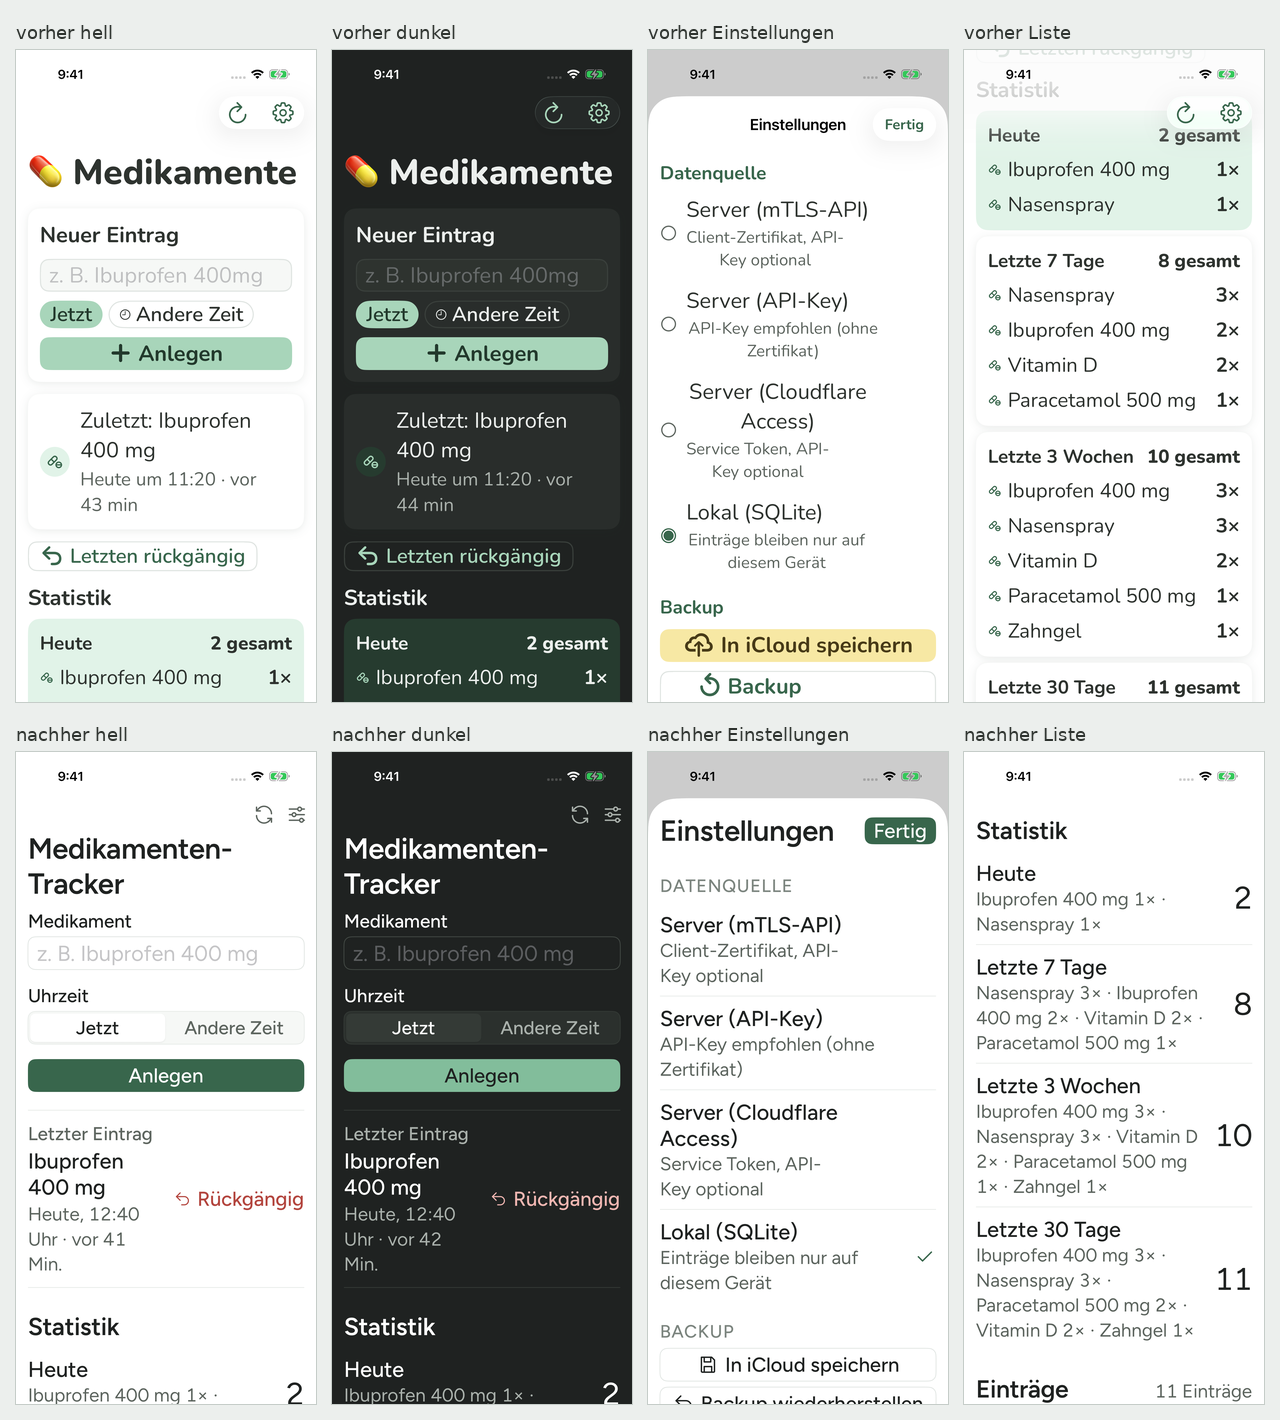 vorher hell
9:41
Medikamente
Neuer Eintrag
z. B. Ibuprofen 400mg
Jetzt
Andere Zeit
Anlegen
Zuletzt: Ibuprofen
400 mg
Heute um 11:20 · vor
43 min
Letzten rückgängig
Statistik
Heute
2 gesamt
Ibuprofen 400 mg
1×
vorher dunkel
9:41
Medikamente
Neuer Eintrag
z. B. Ibuprofen 400mg
Jetzt
Andere Zeit
Anlegen
Zuletzt: Ibuprofen
400 mg
Heute um 11:20 · vor
44 min
Letzten rückgängig
Statistik
Heute
2 gesamt
Ibuprofen 400 mg
1×
vorher Einstellungen
9:41
Einstellungen
Fertig
Datenquelle
Server (mTLS-API)
Client-Zertifikat, API-
Key optional
Server (API-Key)
API-Key empfohlen (ohne
Zertifikat)
Server (Cloudflare
Access)
Service Token, API-
Key optional
Lokal (SQLite)
Einträge bleiben nur auf
diesem Gerät
Backup
In iCloud speichern
Backup
vorher Liste
Letzten rückgängig
9:41
Statistik
Heute
2 gesamt
Ibuprofen 400 mg
1×
Nasenspray
1×
Letzte 7 Tage
8 gesamt
Nasenspray
3×
Ibuprofen 400 mg
2×
Vitamin D
2×
Paracetamol 500 mg
1×
Letzte 3 Wochen
10 gesamt
Ibuprofen 400 mg
3×
Nasenspray
3×
Vitamin D
2×
Paracetamol 500 mg
1×
Zahngel
1×
Letzte 30 Tage
11 gesamt
nachher hell
9:41
Medikamenten-
Tracker
Medikament
z. B. Ibuprofen 400 mg
Uhrzeit
Jetzt
Andere Zeit
Anlegen
Letzter Eintrag
Ibuprofen
400 mg
Heute, 12:40
Uhr · vor 41
Min.
Rückgängig
Statistik
Heute
Ibuprofen 400 mg 1× ·
2
nachher dunkel
9:41
Medikamenten-
Tracker
Medikament
z. B. Ibuprofen 400 mg
Uhrzeit
Jetzt
Andere Zeit
Anlegen
Letzter Eintrag
Ibuprofen
400 mg
Heute, 12:40
Uhr · vor 42
Min.
Rückgängig
Statistik
Heute
Ibuprofen 400 mg 1× ·
2
nachher Einstellungen
9:41
Einstellungen
Fertig
DATENQUELLE
Server (mTLS-API)
Client-Zertifikat, API-
Key optional
Server (API-Key)
API-Key empfohlen (ohne
Zertifikat)
Server (Cloudflare
Access)
Service Token, API-
Key optional
Lokal (SQLite)
Einträge bleiben nur auf
diesem Gerät
BACKUP
In iCloud speichern
Backup wiederherstellen
nachher Liste
9:41
Statistik
Heute
Ibuprofen 400 mg 1× ·
Nasenspray 1×
2
Letzte 7 Tage
Nasenspray 3× · Ibuprofen
400 mg 2× · Vitamin D 2× ·
Paracetamol 500 mg 1×
8
Letzte 3 Wochen
Ibuprofen 400 mg 3× ·
Nasenspray 3× · Vitamin D
2× · Paracetamol 500 mg
1× · Zahngel 1×
10
Letzte 30 Tage
Ibuprofen 400 mg 3× ·
Nasenspray 3× ·
Paracetamol 500 mg 2× ·
Vitamin D 2× · Zahngel 1×
11
Einträge
11 Einträge